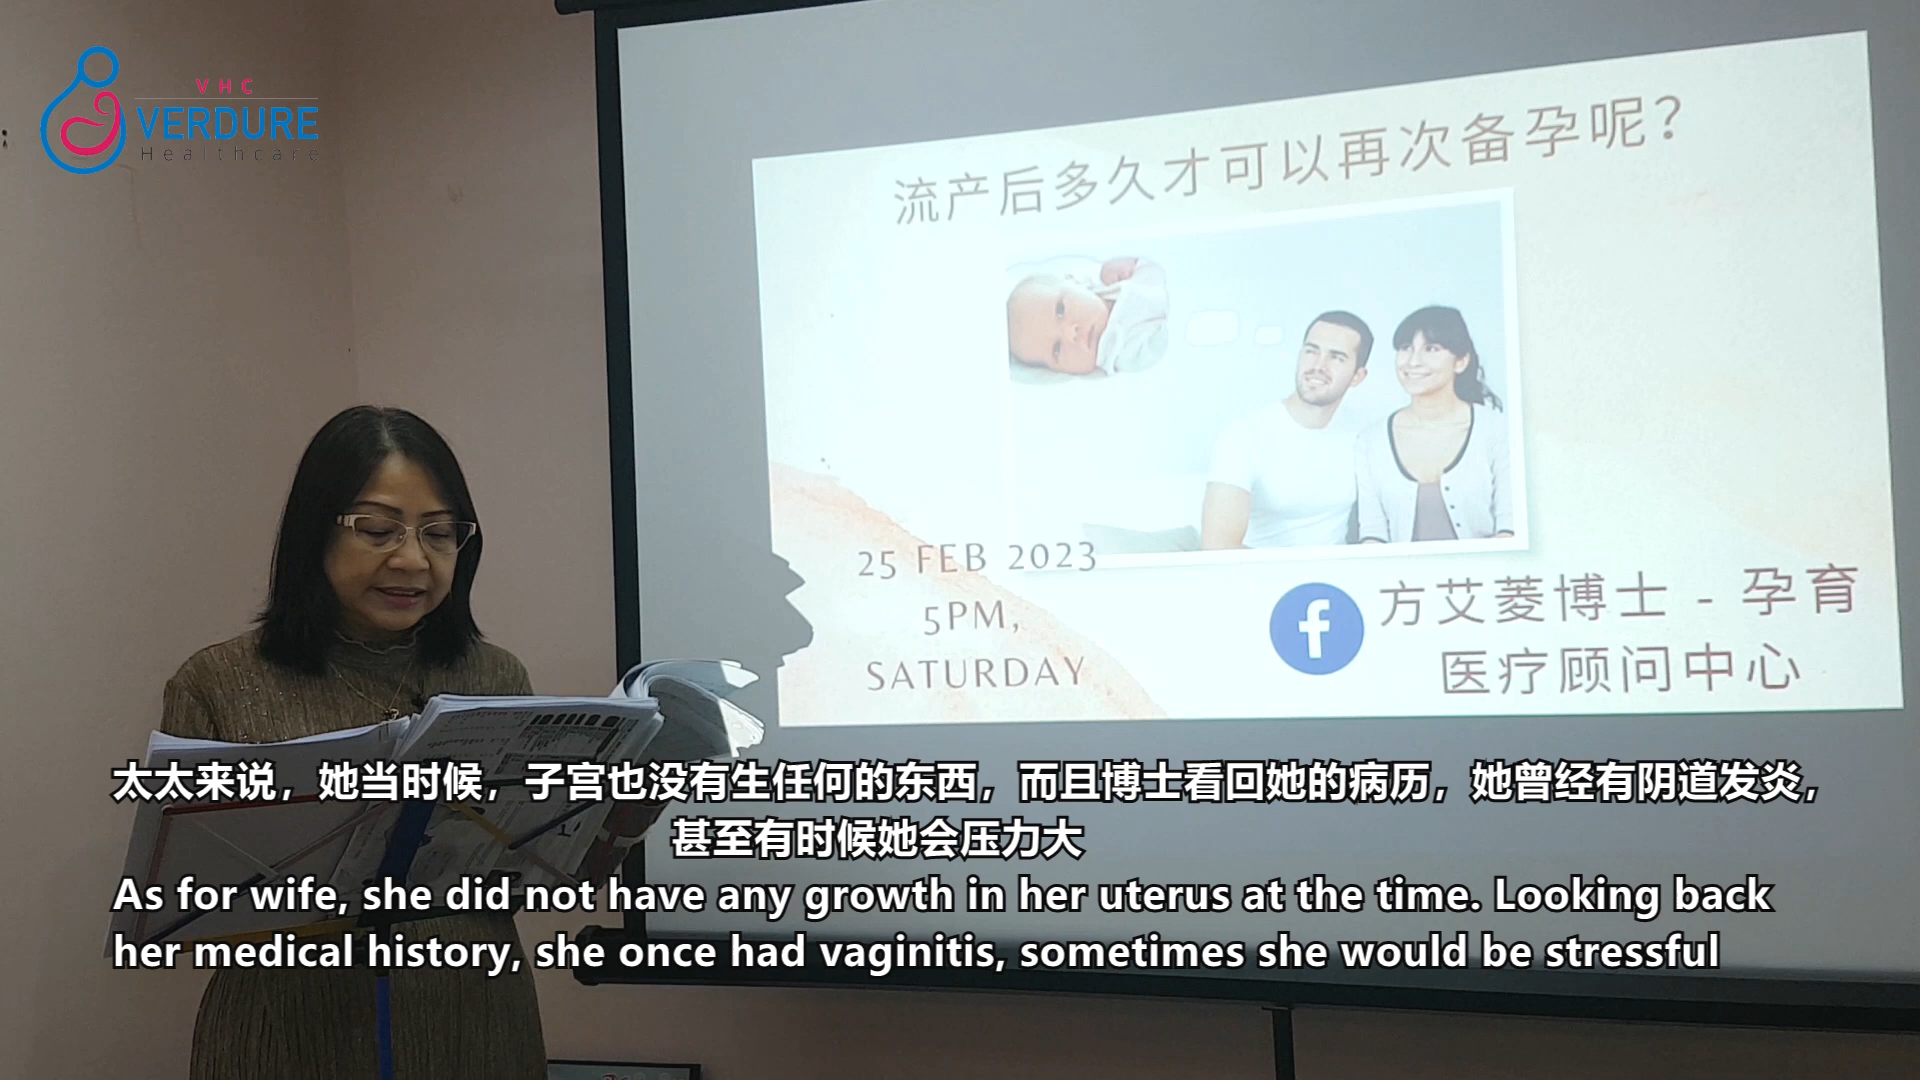 VHC
VERDURE
Healthcare
流产后多久才可以再次备孕呢?
25 FEB 2023
5PM,
SATURDAY
f
方艾菱博士 - 孕育
医疗顾问中心
太太来说，她当时候，子宫也没有生任何的东西，而且博士看回她的病历，她曾经有阴道发炎，
甚至有时候她会压力大
As for wife, she did not have any growth in her uterus at the time. Looking back
her medical history, she once had vaginitis, sometimes she would be stressful